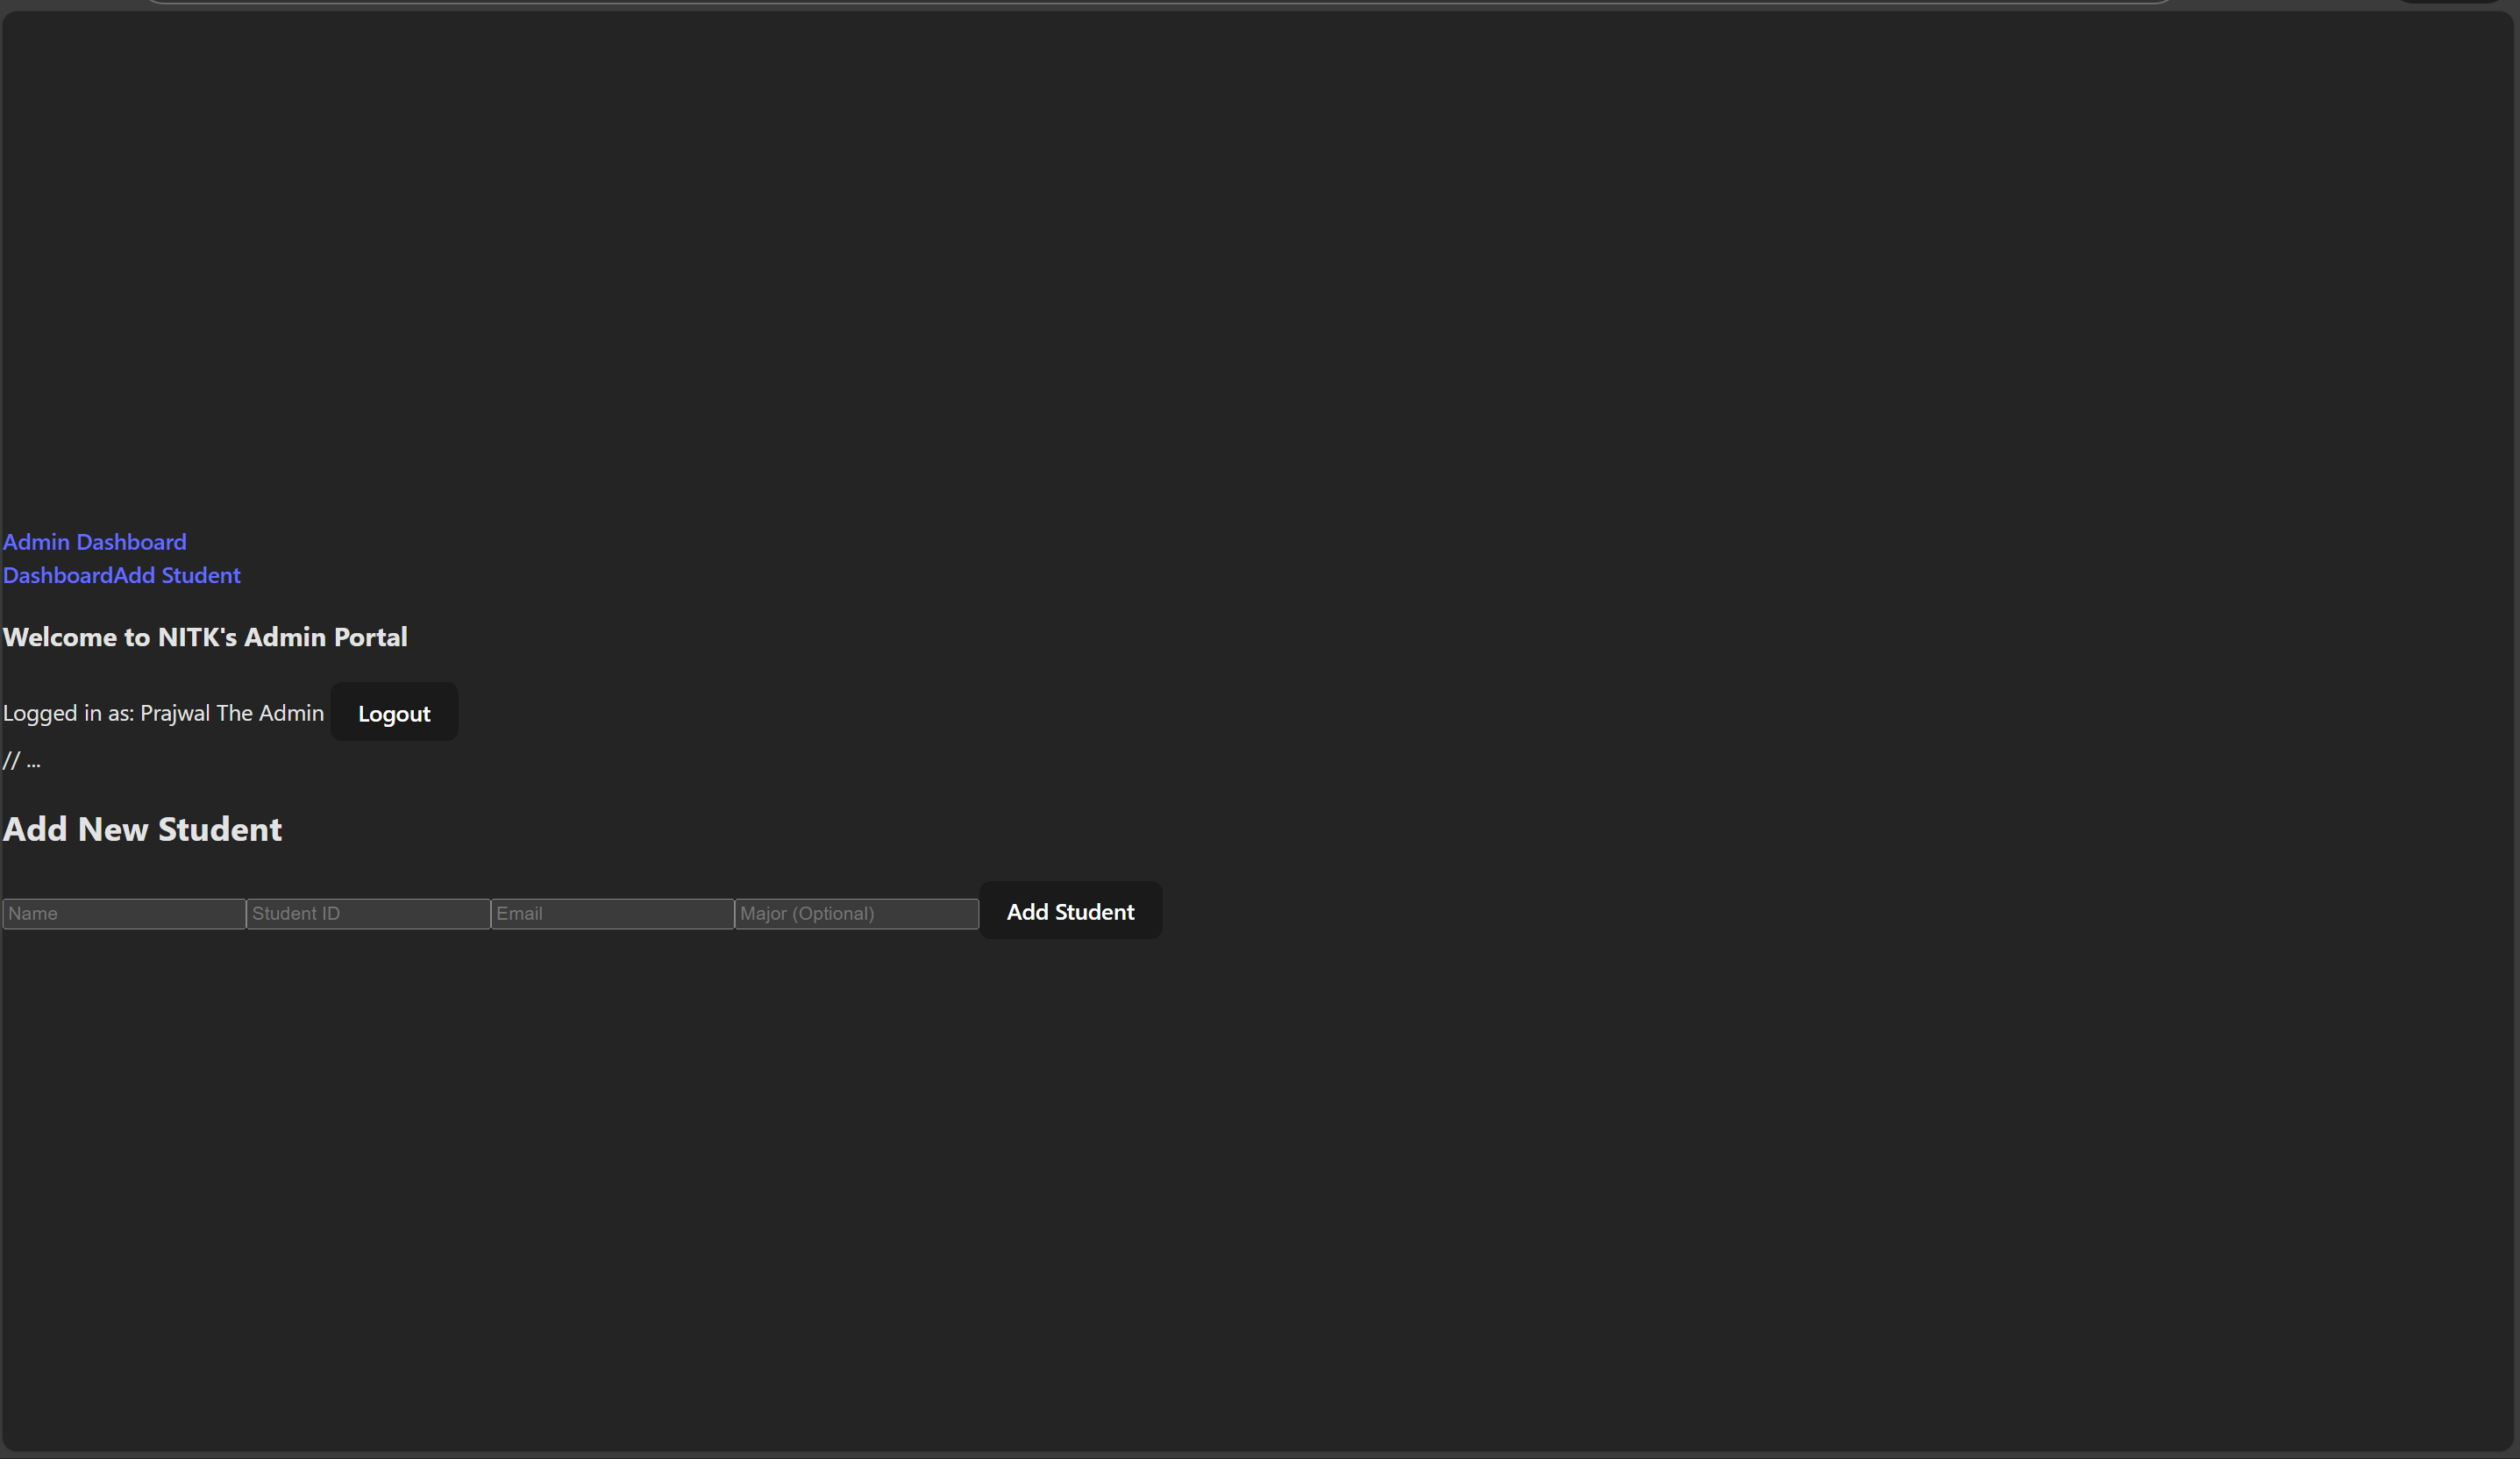 Admin Dashboard
DashboardAdd Student
Welcome to NITK's Admin Portal
Logged in as: Prajwal The Admin Logout
// ...
Add New Student
Name Student ID Email Major (Optional) Add Student